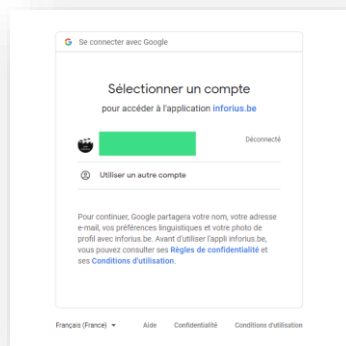 Se connecter avec Google
Sélectionner un compte
pour accéder à l'application inforius.be
Déconnecté
Utiliser un autre compte
Pour continuer, Google partagera votre nom, votre adresse
e-mail, vos préférences linguistiques et votre photo de
profil avec inforius.be. Avant d'utiliser l'appli inforius.be,
vous pouvez consulter ses Règles de confidentialité et
ses Conditions d'utilisation.
Français (France) Aide Confidentialité Conditions d'utilisation